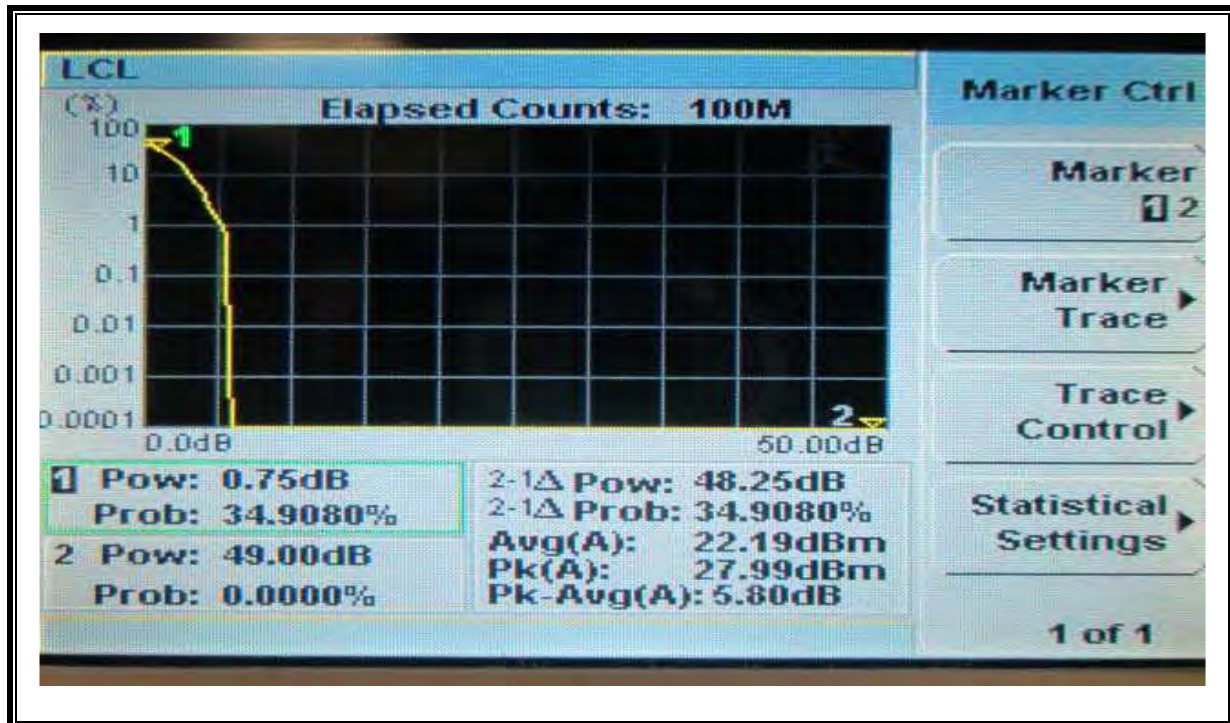 LCL
(%)
Elapsed Counts: 100M
100
1
10
1
0.1
0.01
0.001
0.0001
2
0.0dB
50.00dB
1 Pow: 0.75dB
Prob: 34.9080%
2 Pow: 49.00dB
Prob: 0.0000%
2-1Δ Pow: 48.25dB
2-1Δ Prob: 34.9080%
Avg(A): 22.19dBm
Pk(A): 27.99dBm
Pk-Avg(A): 5.80dB
Marker Ctrl
Marker
1 2
Marker
Trace
Trace
Control
Statistical
Settings
1 of 1